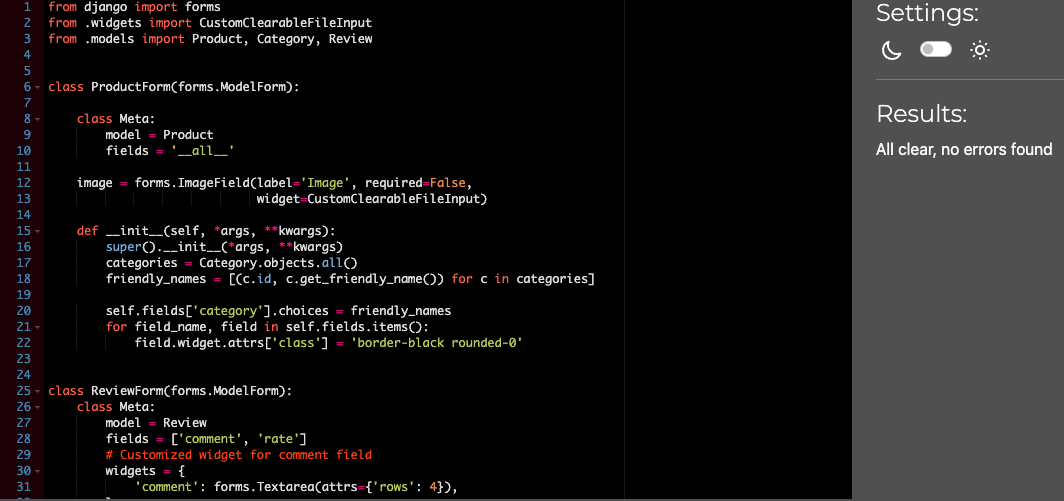 1 from django import forms
2 from .widgets import CustomClearableFileInput
3 from .models import Product, Category, Review
4
5
6 class ProductForm(forms.ModelForm):
7
8     class Meta:
9         model = Product
10         fields = '__all__'
11
12     image = forms.ImageField(label='Image', required=False,
13                              widget=CustomClearableFileInput)
14
15     def __init__(self, *args, **kwargs):
16         super().__init__(*args, **kwargs)
17         categories = Category.objects.all()
18         friendly_names = [(c.id, c.get_friendly_name()) for c in categories]
19
20         self.fields['category'].choices = friendly_names
21         for field_name, field in self.fields.items():
22             field.widget.attrs['class'] = 'border-black rounded-0'
23
24
25 class ReviewForm(forms.ModelForm):
26     class Meta:
27         model = Review
28         fields = ['comment', 'rate']
29         # Customized widget for comment field
30         widgets = {
31             'comment': forms.Textarea(attrs={'rows': 4}),
Settings:
Results:
All clear, no errors found